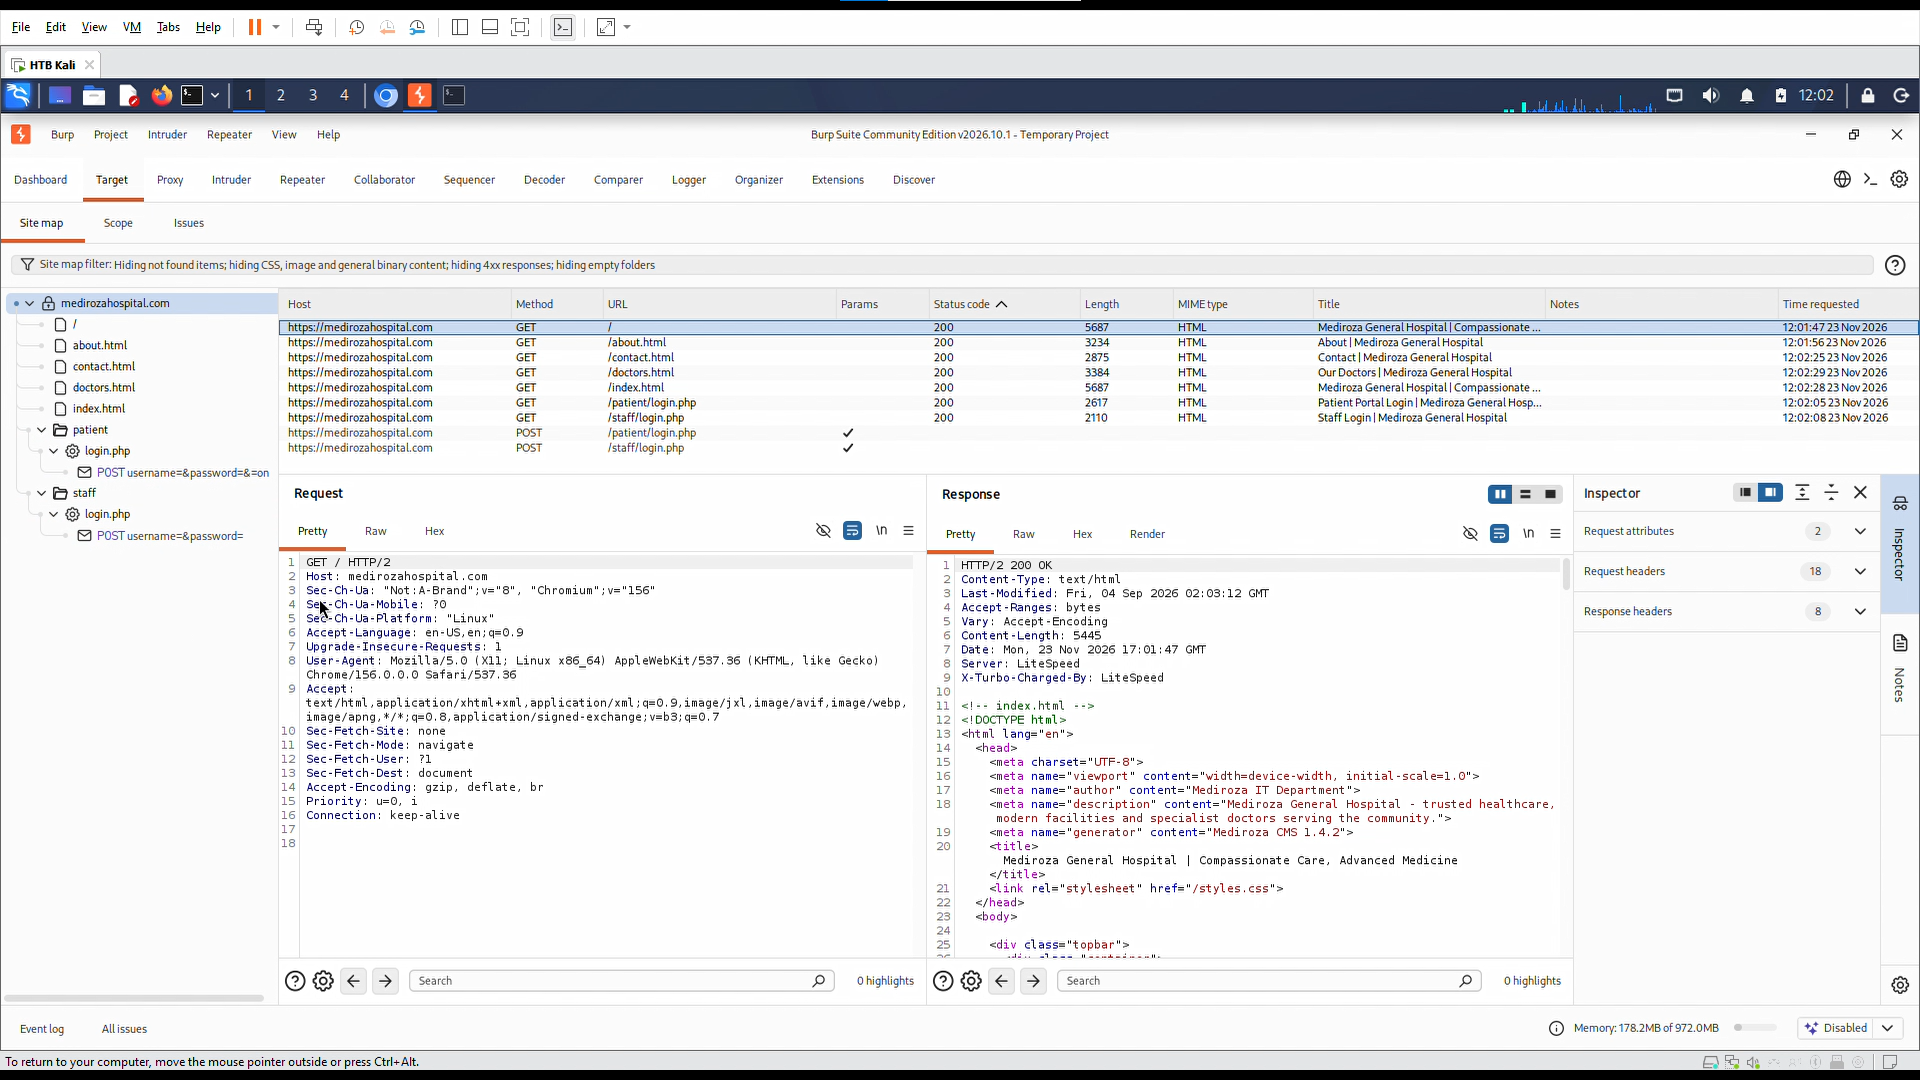 File Edit View VM Tabs Help
HTB Kali
1 2 3 4 12:02
Burp Project Intruder Repeater View Help Burp Suite Community Edition v2026.10.1 - Temporary Project
Dashboard Target Proxy Intruder Repeater Collaborator Sequencer Decoder Comparer Logger Organizer Extensions Discover
Site map Scope Issues
Site map filter: Hiding not found items; hiding CSS, image and general binary content; hiding 4xx responses; hiding empty folders
medirozahospital.com
/
about.html
contact.html
doctors.html
index.html
patient
login.php
POST username=&password=&=on
staff
login.php
POST username=&password=
Host Method URL Params Status code Length MIME type Title Notes Time requested
https://medirozahospital.com GET / 200 5687 HTML Mediroza General Hospital | Compassionate ... 12:01:47 23 Nov 2026
https://medirozahospital.com GET /about.html 200 3234 HTML About | Mediroza General Hospital 12:01:56 23 Nov 2026
https://medirozahospital.com GET /contact.html 200 2875 HTML Contact | Mediroza General Hospital 12:02:25 23 Nov 2026
https://medirozahospital.com GET /doctors.html 200 3384 HTML Our Doctors | Mediroza General Hospital 12:02:29 23 Nov 2026
https://medirozahospital.com GET /index.html 200 5687 HTML Mediroza General Hospital | Compassionate ... 12:02:28 23 Nov 2026
https://medirozahospital.com GET /patient/login.php 200 2617 HTML Patient Portal Login | Mediroza General Hosp... 12:02:05 23 Nov 2026
https://medirozahospital.com GET /staff/login.php 200 2110 HTML Staff Login | Mediroza General Hospital 12:02:08 23 Nov 2026
https://medirozahospital.com POST /patient/login.php ✓
https://medirozahospital.com POST /staff/login.php ✓
Request
Pretty Raw Hex \n
1 GET / HTTP/2
2 Host: medirozahospital.com
3 Sec-Ch-Ua: "Not:A-Brand";v="8", "Chromium";v="156"
4 Sec-Ch-Ua-Mobile: ?0
5 Sec-Ch-Ua-Platform: "Linux"
6 Accept-Language: en-US,en;q=0.9
7 Upgrade-Insecure-Requests: 1
8 User-Agent: Mozilla/5.0 (X11; Linux x86_64) AppleWebKit/537.36 (KHTML, like Gecko)
Chrome/156.0.0.0 Safari/537.36
9 Accept:
text/html,application/xhtml+xml,application/xml;q=0.9,image/jxl,image/avif,image/webp,
image/apng,*/*;q=0.8,application/signed-exchange;v=b3;q=0.7
10 Sec-Fetch-Site: none
11 Sec-Fetch-Mode: navigate
12 Sec-Fetch-User: ?1
13 Sec-Fetch-Dest: document
14 Accept-Encoding: gzip, deflate, br
15 Priority: u=0, i
16 Connection: keep-alive
17
18
Search 0 highlights
Response
Pretty Raw Hex Render \n
1 HTTP/2 200 OK
2 Content-Type: text/html
3 Last-Modified: Fri, 04 Sep 2026 02:03:12 GMT
4 Accept-Ranges: bytes
5 Vary: Accept-Encoding
6 Content-Length: 5445
7 Date: Mon, 23 Nov 2026 17:01:47 GMT
8 Server: LiteSpeed
9 X-Turbo-Charged-By: LiteSpeed
10
11 <!-- index.html -->
12 <!DOCTYPE html>
13 <html lang="en">
14 <head>
15 <meta charset="UTF-8">
16 <meta name="viewport" content="width=device-width, initial-scale=1.0">
17 <meta name="author" content="Mediroza IT Department">
18 <meta name="description" content="Mediroza General Hospital - trusted healthcare,
modern facilities and specialist doctors serving the community.">
19 <meta name="generator" content="Mediroza CMS 1.4.2">
20 <title>
Mediroza General Hospital | Compassionate Care, Advanced Medicine
</title>
21 <link rel="stylesheet" href="/styles.css">
22 </head>
23 <body>
24
25 <div class="topbar">
Search 0 highlights
Inspector
Request attributes 2
Request headers 18
Response headers 8
Inspector
Notes
Event log All issues Memory: 178.2MB of 972.0MB Disabled
To return to your computer, move the mouse pointer outside or press Ctrl+Alt.